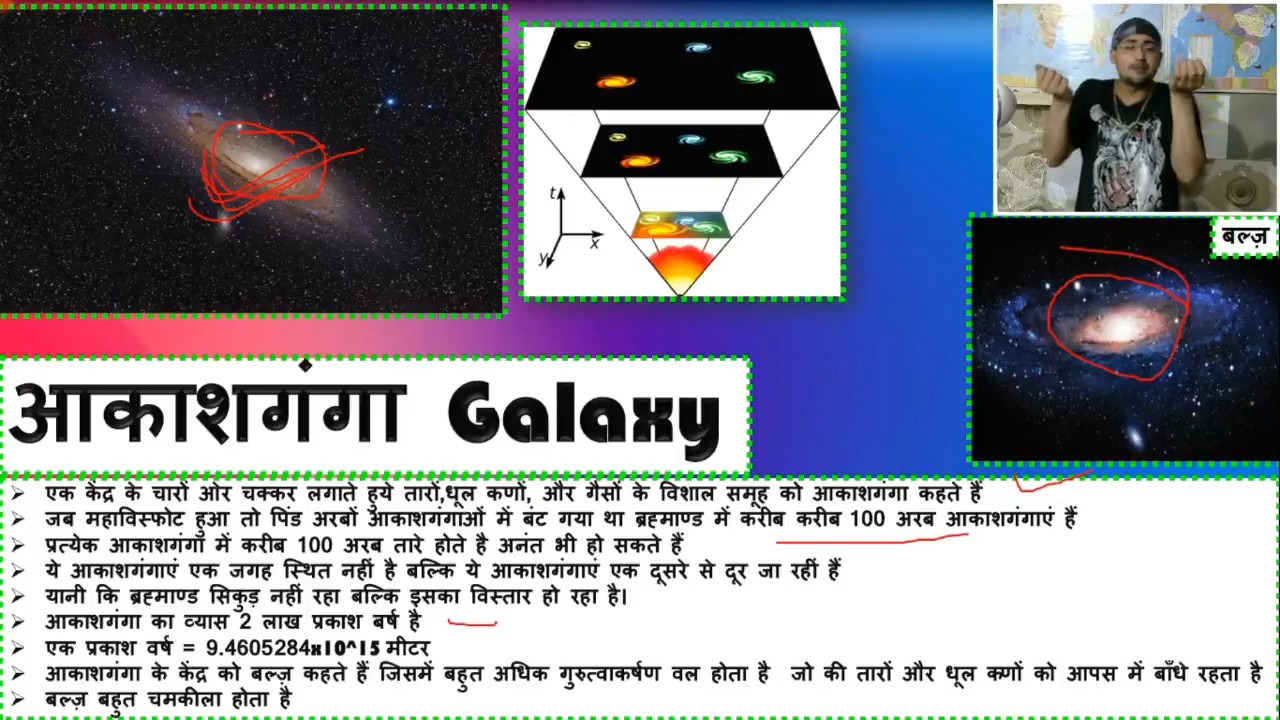 t
x
y
बल्ज़
आकाशगंगा Galaxy
एक केंद्र के चारों ओर चक्कर लगाते हुये तारों,धूल कणों, और गैसों के विशाल समूह को आकाशगंगा कहते हैं
जब महाविस्फोट हुआ तो पिंड अरबों आकाशगंगाओं में बंट गया था ब्रह्माण्ड में करीब करीब 100 अरब आकाशगंगाएं हैं
प्रत्येक आकाशगंगा में करीब 100 अरब तारे होते है अनंत भी हो सकते हैं
ये आकाशगंगाएं एक जगह स्थित नहीं है बल्कि ये आकाशगंगाएं एक दूसरे से दूर जा रहीं हैं
यानी कि ब्रह्माण्ड सिकुड़ नहीं रहा बल्कि इसका विस्तार हो रहा है।
आकाशगंगा का व्यास 2 लाख प्रकाश बर्ष है
एक प्रकाश वर्ष = 9.4605284x10^15 मीटर
आकाशगंगा के केंद्र को बल्ज़ कहते हैं जिसमें बहुत अधिक गुरुत्वाकर्षण वल होता है जो की तारों और धूल कणों को आपस में बाँधे रहता है
बल्ज़ बहुत चमकीला होता है